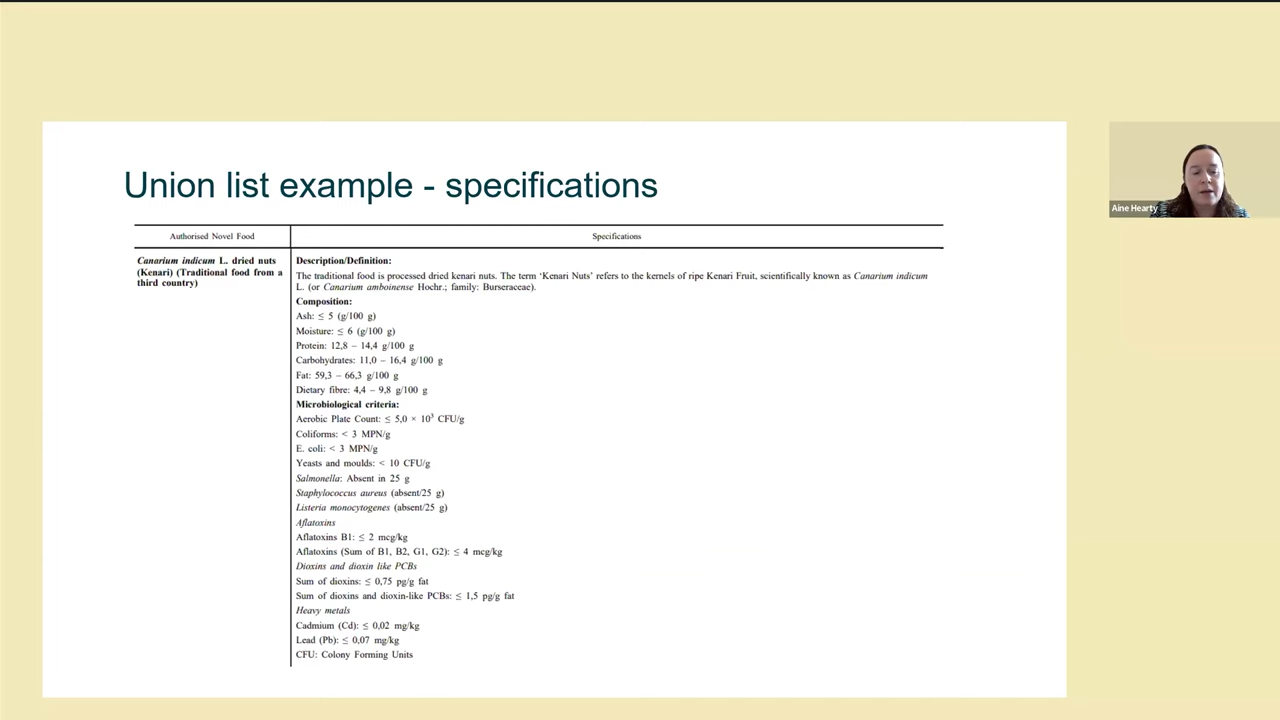 Union list example - specifications
Authorised Novel Food
Specifications
Canarium indicum L. dried nuts
(Kenari) (Traditional food from a
third country)
Description/Definition:
The traditional food is processed dried kenari nuts. The term ‘Kenari Nuts’ refers to the kernels of ripe Kenari Fruit, scientifically known as Canarium indicum
L. (or Canarium amboinense Hochr.; family: Burseraceae).
Composition:
Ash: ≤ 5 (g/100 g)
Moisture: ≤ 6 (g/100 g)
Protein: 12,8 – 14,4 g/100 g
Carbohydrates: 11,0 – 16,4 g/100 g
Fat: 59,3 – 66,3 g/100 g
Dietary fibre: 4,4 – 9,8 g/100 g
Microbiological criteria:
Aerobic Plate Count: ≤ 5,0 × 10³ CFU/g
Coliforms: < 3 MPN/g
E. coli: < 3 MPN/g
Yeasts and moulds: < 10 CFU/g
Salmonella: Absent in 25 g
Staphylococcus aureus (absent/25 g)
Listeria monocytogenes (absent/25 g)
Aflatoxins
Aflatoxins B1: ≤ 2 mcg/kg
Aflatoxins (Sum of B1, B2, G1, G2): ≤ 4 mcg/kg
Dioxins and dioxin like PCBs
Sum of dioxins: ≤ 0,75 pg/g fat
Sum of dioxins and dioxin-like PCBs: ≤ 1,5 pg/g fat
Heavy metals
Cadmium (Cd): ≤ 0,02 mg/kg
Lead (Pb): ≤ 0,07 mg/kg
CFU: Colony Forming Units
Aine Hearty